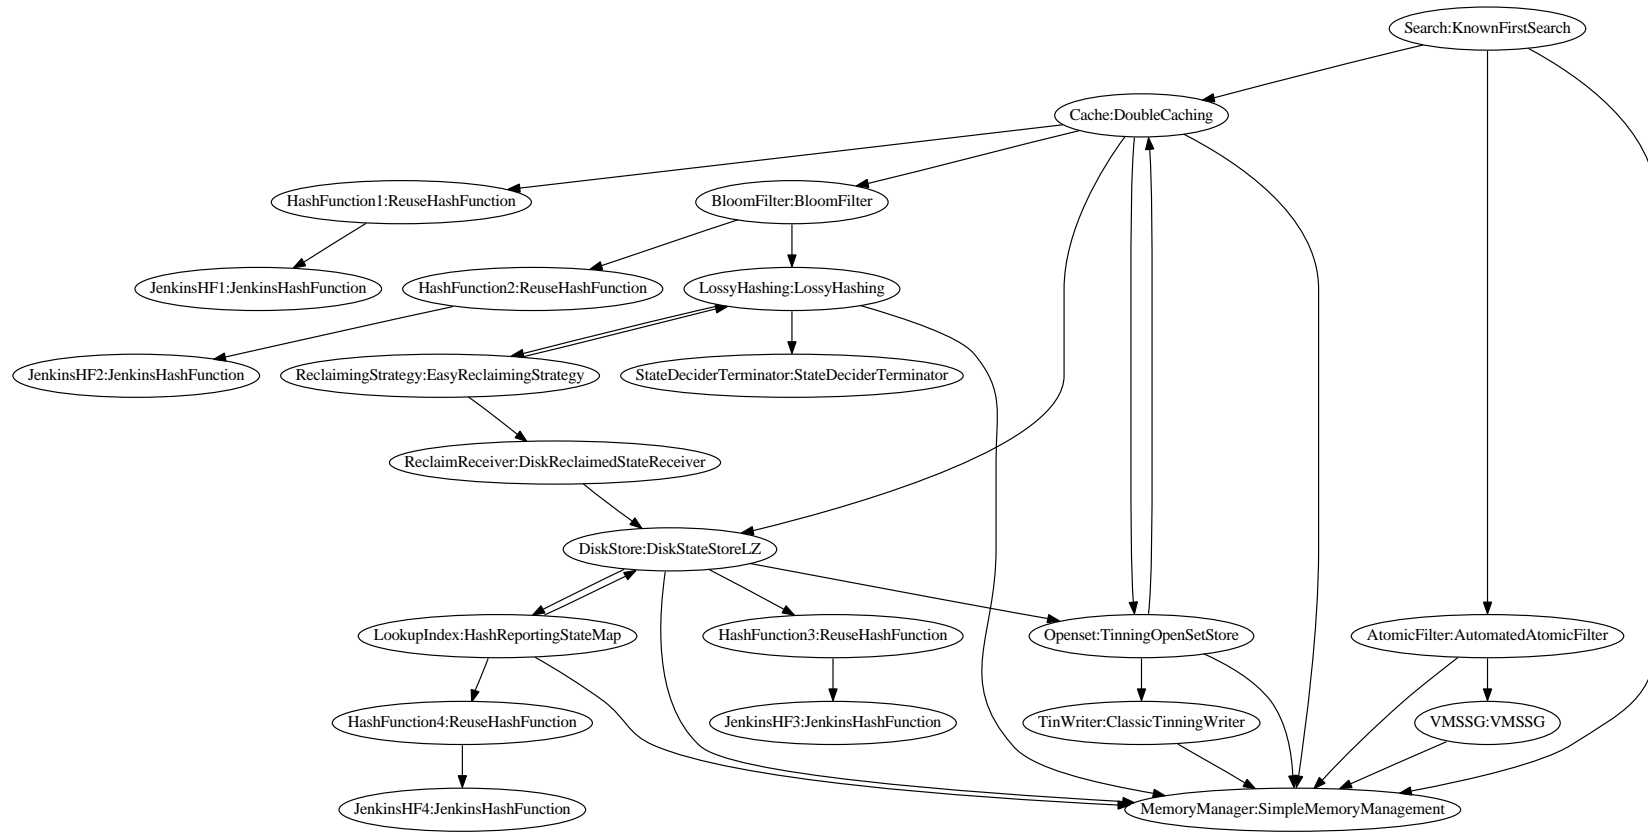 Search:KnownFirstSearch
Cache:DoubleCaching
HashFunction1:ReuseHashFunction
BloomFilter:BloomFilter
JenkinsHF1:JenkinsHashFunction
HashFunction2:ReuseHashFunction
LossyHashing:LossyHashing
JenkinsHF2:JenkinsHashFunction
ReclaimingStrategy:EasyReclaimingStrategy
StateDeciderTerminator:StateDeciderTerminator
ReclaimReceiver:DiskReclaimedStateReceiver
DiskStore:DiskStateStoreLZ
LookupIndex:HashReportingStateMap
HashFunction3:ReuseHashFunction
Openset:TinningOpenSetStore
AtomicFilter:AutomatedAtomicFilter
HashFunction4:ReuseHashFunction
JenkinsHF3:JenkinsHashFunction
TinWriter:ClassicTinningWriter
VMSSG:VMSSG
JenkinsHF4:JenkinsHashFunction
MemoryManager:SimpleMemoryManagement